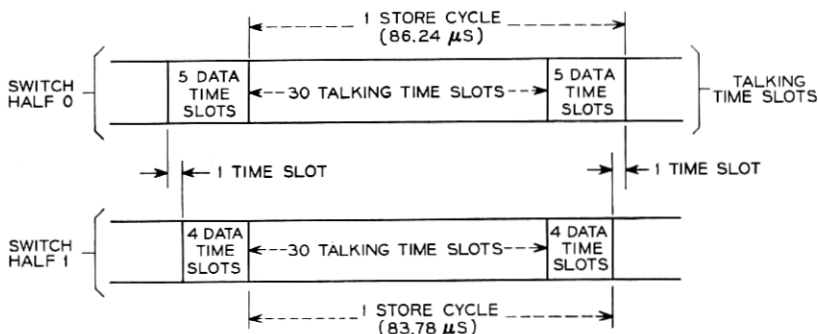 1 STORE CYCLE
(86.24 μS)
SWITCH
HALF 0
5 DATA
TIME
SLOTS
30 TALKING TIME SLOTS
5 DATA
TIME
SLOTS
TALKING
TIME SLOTS
1 TIME SLOT
1 TIME SLOT
SWITCH
HALF 1
4 DATA
TIME
SLOTS
30 TALKING TIME SLOTS
4 DATA
TIME
SLOTS
1 STORE CYCLE
(83.78 μS)